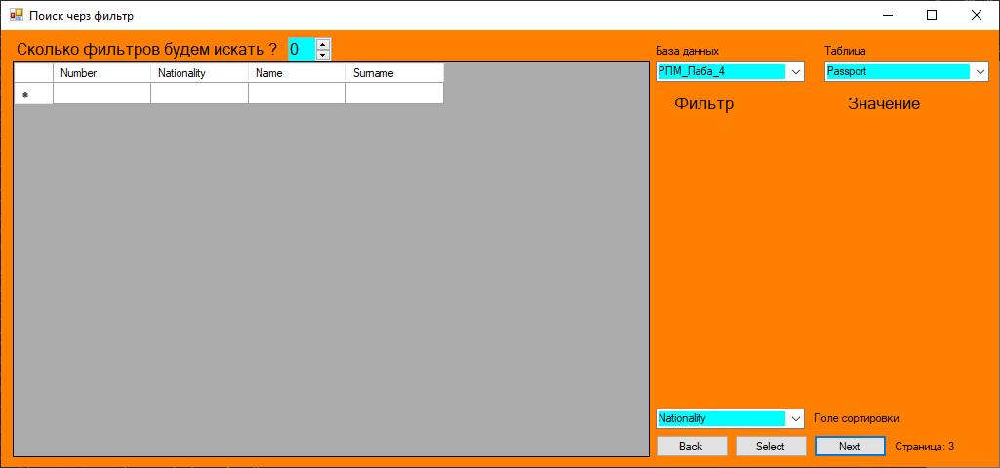 Поиск черз фильтр
Сколько фильтров будем искать ? 0
База данных Таблица
РПМ_Лаба_4 Passport
Number Nationality Name Surname
Фильтр Значение
Nationality Поле сортировки
Back Select Next Страница: 3